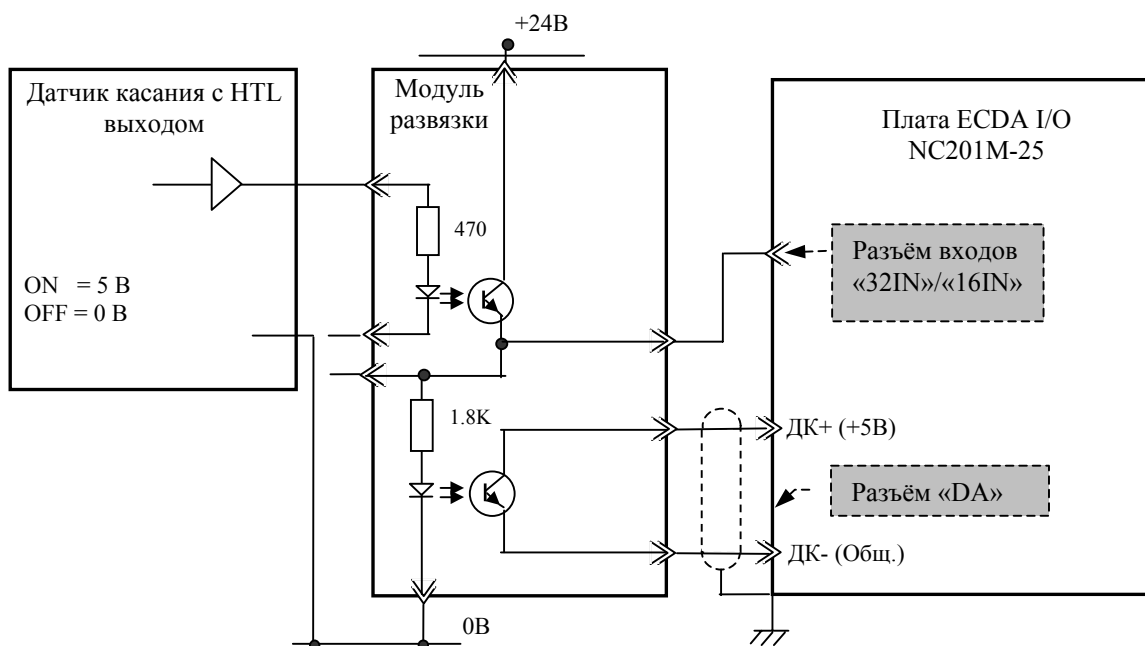 +24В
Датчик касания с HTL
выходом
ON = 5 В
OFF = 0 В
Модуль
развязки
470
1.8K
0В
Плата ECDA I/O
NC201M-25
Разъём входов
«32IN»/«16IN»
ДК+ (+5В)
Разъём «DA»
ДК- (Общ.)